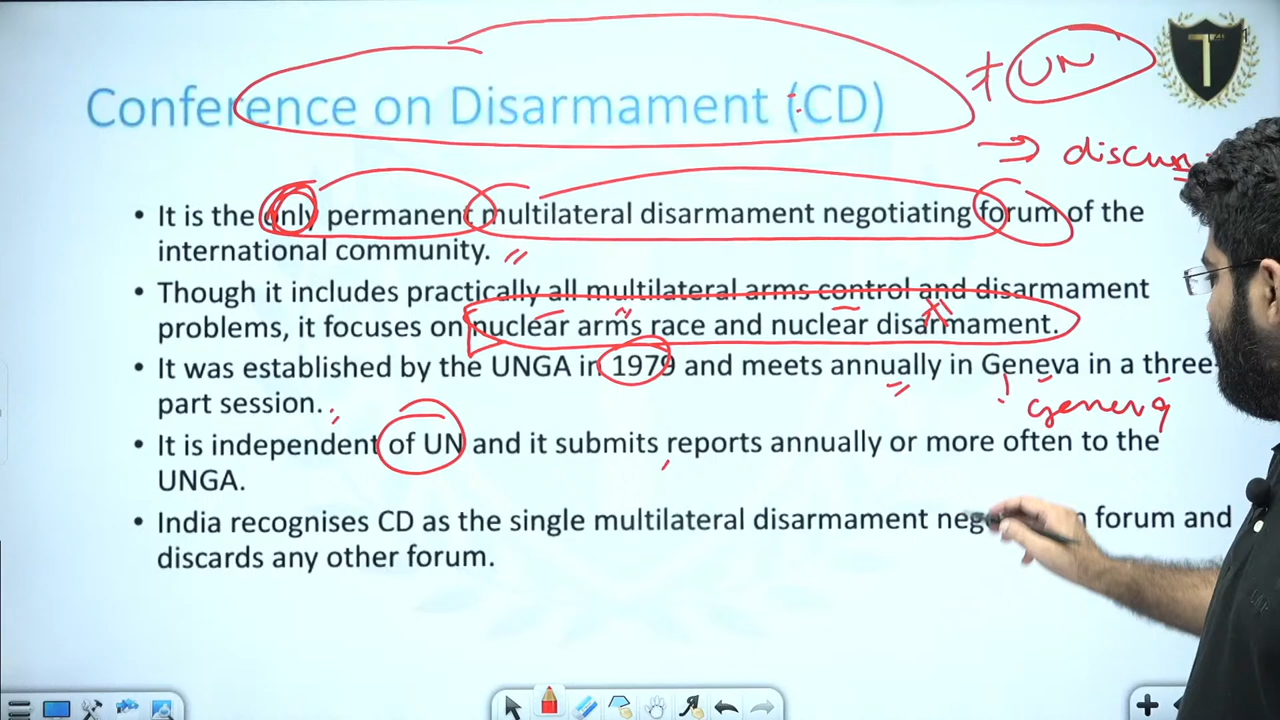 Conference on Disarmament (CD)
≠ UN
→
• It is the only permanent multilateral disarmament negotiating forum of the
international community.
• Though it includes practically all multilateral arms control and disarmament
problems, it focuses on nuclear arms race and nuclear disarmament.
• It was established by the UNGA in 1979 and meets annually in Geneva in a three-
part session.
• It is independent of UN and it submits reports annually or more often to the
UNGA.
• India recognises CD as the single multilateral disarmament forum and
discards any other forum.
T